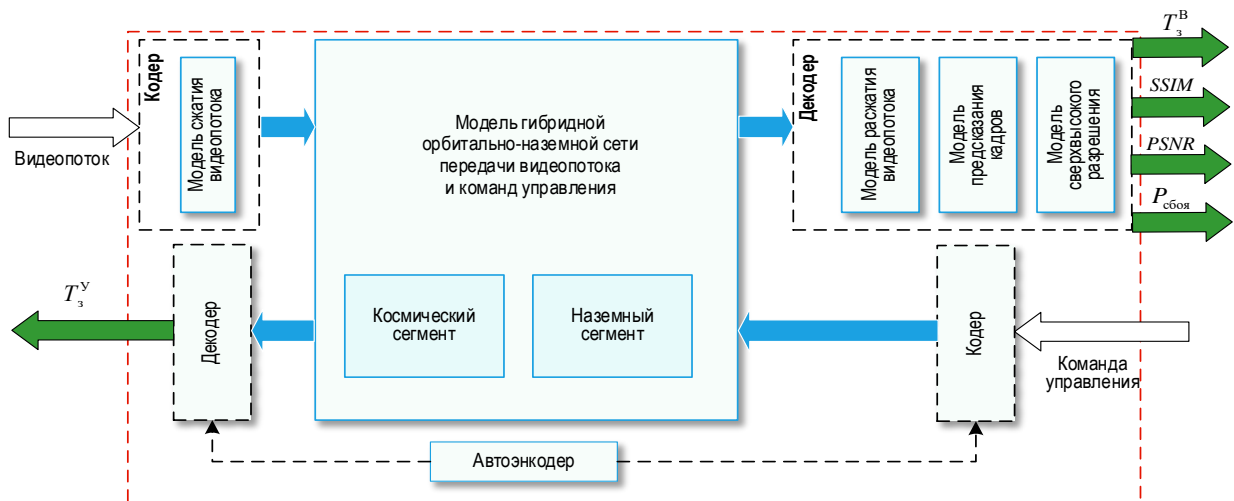 Видеопоток
Кодер
Модель сжатия
видеопотока
Модель гибридной
орбитально-наземной сети
передачи видеопотока
и команд управления
Декодер
Модель расжатия
видеопотока
Модель
предсказания
кадров
Модель
сверхвысокого
разрешения
T_з^В
SSIM
PSNR
P_сбоя
T_з^У
Декодер
Космический
сегмент
Наземный
сегмент
Кодер
Команда
управления
Автоэнкодер